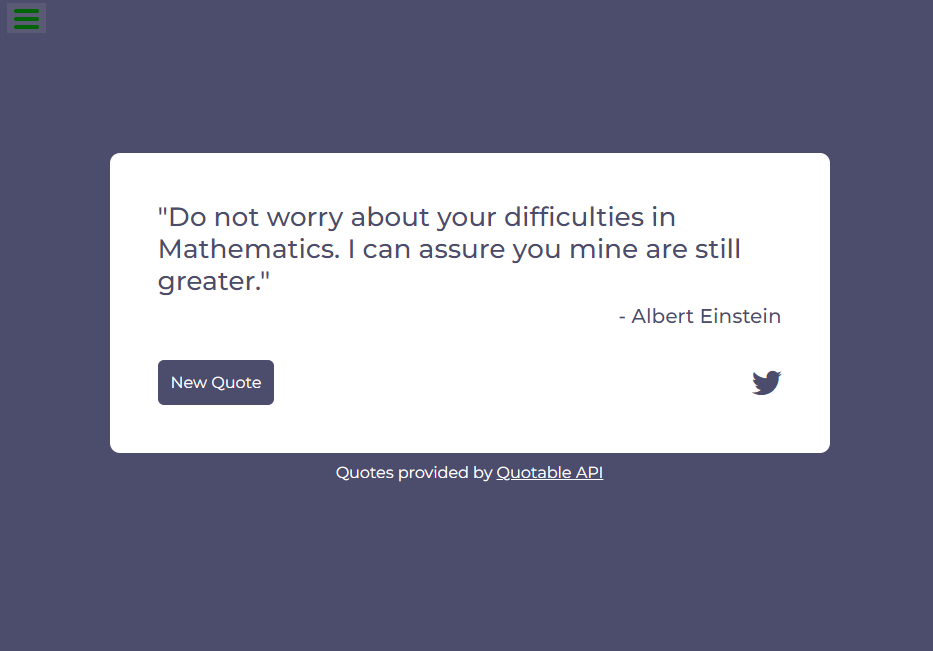 "Do not worry about your difficulties in
Mathematics. I can assure you mine are still
greater."
- Albert Einstein
New Quote
Quotes provided by Quotable API